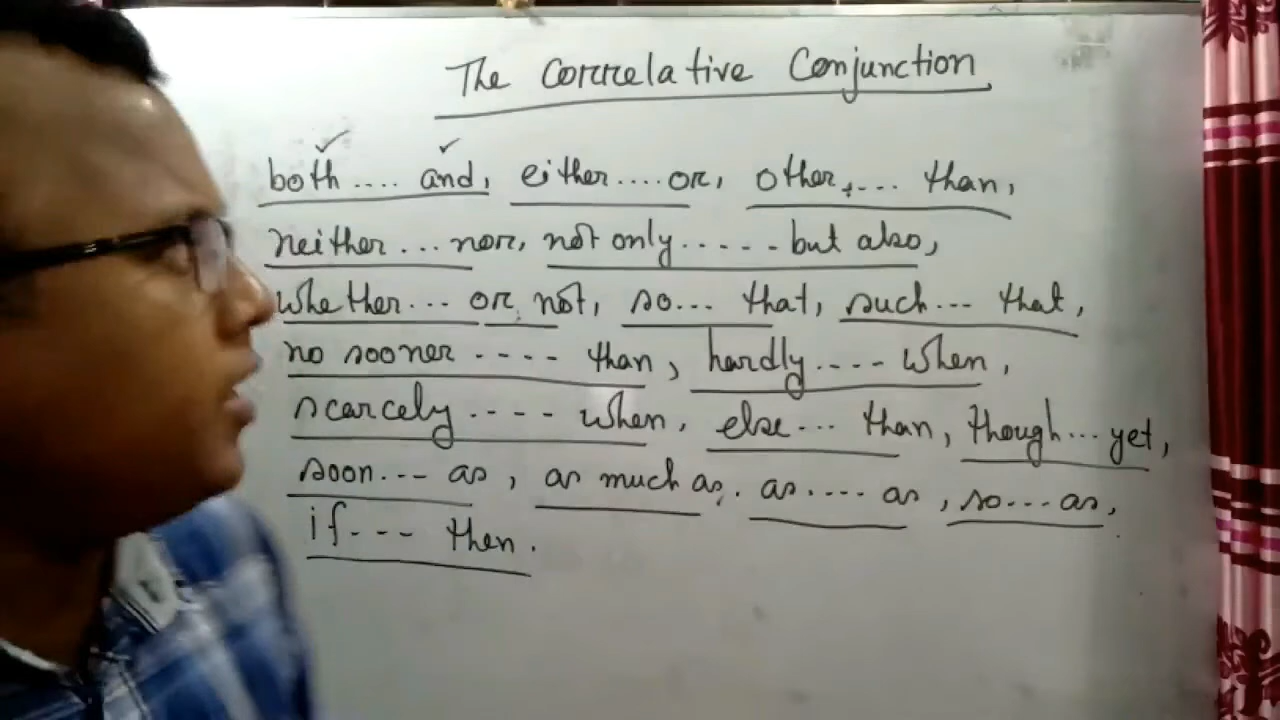 The Correlative Conjunction
both .... and, either .... or, other .... than,
neither ... nor, not only ..... but also,
whether ... or not, so... that, such... that,
no sooner ---- than, hardly ---- when,
scarcely ---- when, else ... than, though... yet,
soon... as, as much as, as .... as, so... as,
if --- then.